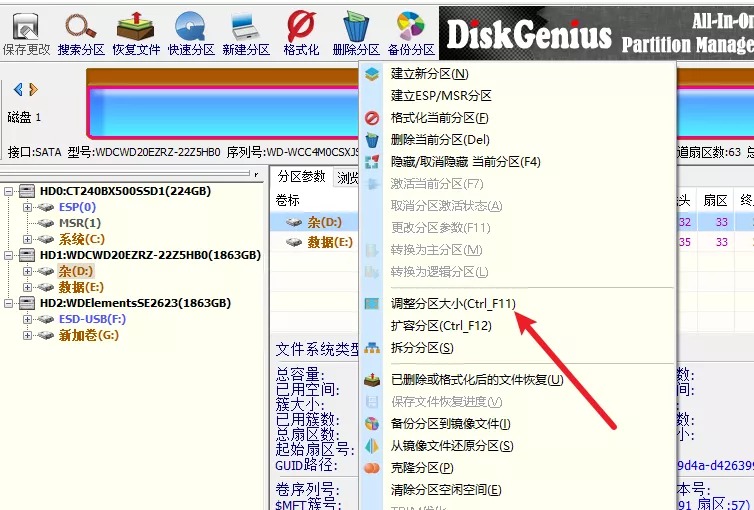 保存更改 搜索分区 恢复文件 快速分区 新建分区 格式化 删除分区 备份分区
DiskGenius
All-In-On
Partition Manage
磁盘 1
接口:SATA 型号:WDCWD20EZRZ-22Z5HB0 序列号:WD-WCC4M0CSXJS
道扇区数:63 总
HD0:CT240BX500SSD1(224GB)
ESP(0)
MSR(1)
系统(C:)
HD1:WDCWD20EZRZ-22Z5HB0(1863GB)
杂(D:)
数据(E:)
HD2:WDElementsSE2623(1863GB)
ESD-USB(F:)
新加卷(G:)
分区参数 浏览
卷标
杂(D:)
数据(E:)
头 扇区 终
32 33
35 33
文件系统类型
总容量:
已用空间:
簇大小:
已用簇数:
总扇区数:
起始扇区号:
GUID路径:
卷序列号:
$MFT簇号:
建立新分区(N)
建立ESP/MSR分区
格式化当前分区(F)
删除当前分区(Del)
隐藏/取消隐藏 当前分区(F4)
激活当前分区(F7)
取消分区激活状态(A)
更改分区参数(F11)
转换为主分区(M)
转换为逻辑分区(L)
调整分区大小(Ctrl_F11)
扩容分区(Ctrl_F12)
拆分分区(S)
已删除或格式化后的文件恢复(U)
保存文件恢复进度(V)
备份分区到镜像文件(I)
从镜像文件还原分区(S)
克隆分区(P)
清除分区空闲空间(E)
TRIM优化
数:
小:
9d4a-d42639
本号:
91 扇区:57)